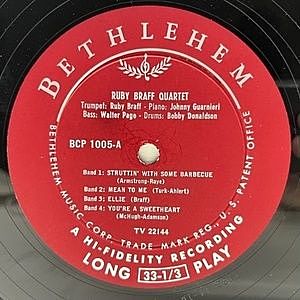 BETHLEHEM
RUBY BRAFF QUARTET
Trumpet: Ruby Braff - Piano: Johnny Guarnieri
Bass: Walter Page - Drums: Bobby Donaldson
BCP 1005-A
Band 1: STRUTTIN' WITH SOME BARBECUE
(Armstrong-Raye)
Band 2: MEAN TO ME (Turk-Ahlert)
Band 3: ELLIE (Braff)
Band 4: YOU'RE A SWEETHEART
(McHugh-Adamson)
TV 22144
BETHLEHEM MUSIC CORP. TRADE MARK REG., U. S. PATENT OFFICE
A HI-FIDELITY RECORDING
LONG 33-1/3 PLAY